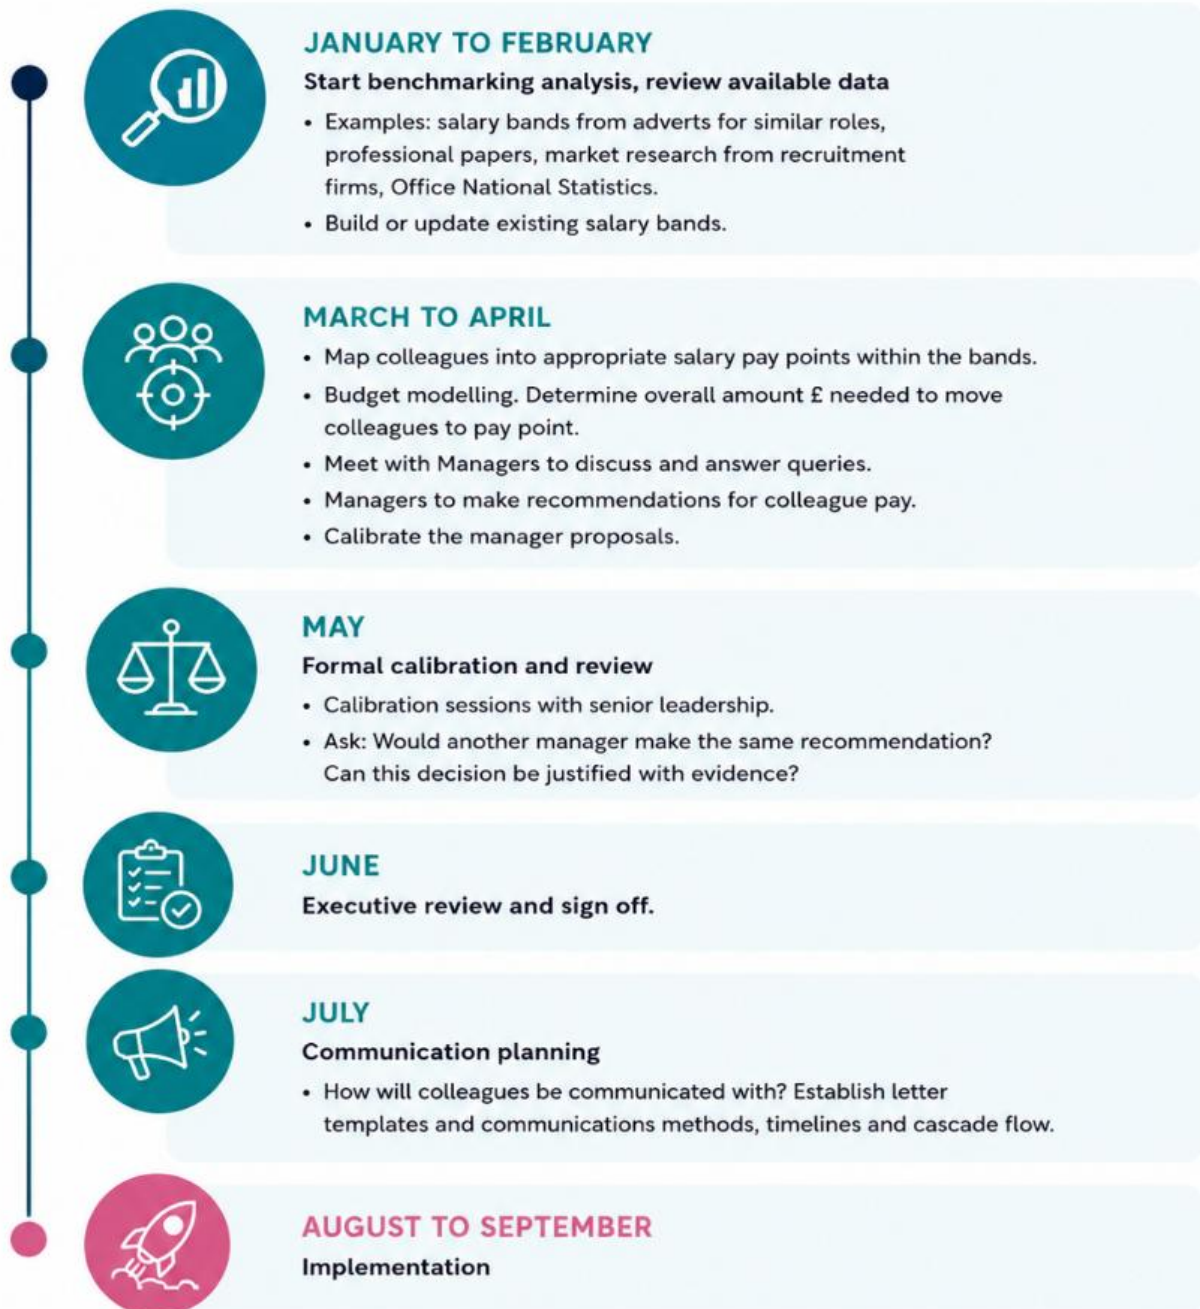 JANUARY TO FEBRUARY
Start benchmarking analysis, review available data
• Examples: salary bands from adverts for similar roles,
professional papers, market research from recruitment
firms, Office National Statistics.
• Build or update existing salary bands.
MARCH TO APRIL
• Map colleagues into appropriate salary pay points within the bands.
• Budget modelling. Determine overall amount £ needed to move
colleagues to pay point.
• Meet with Managers to discuss and answer queries.
• Managers to make recommendations for colleague pay.
• Calibrate the manager proposals.
MAY
Formal calibration and review
• Calibration sessions with senior leadership.
• Ask: Would another manager make the same recommendation?
Can this decision be justified with evidence?
JUNE
Executive review and sign off.
JULY
Communication planning
• How will colleagues be communicated with? Establish letter
templates and communications methods, timelines and cascade flow.
AUGUST TO SEPTEMBER
Implementation